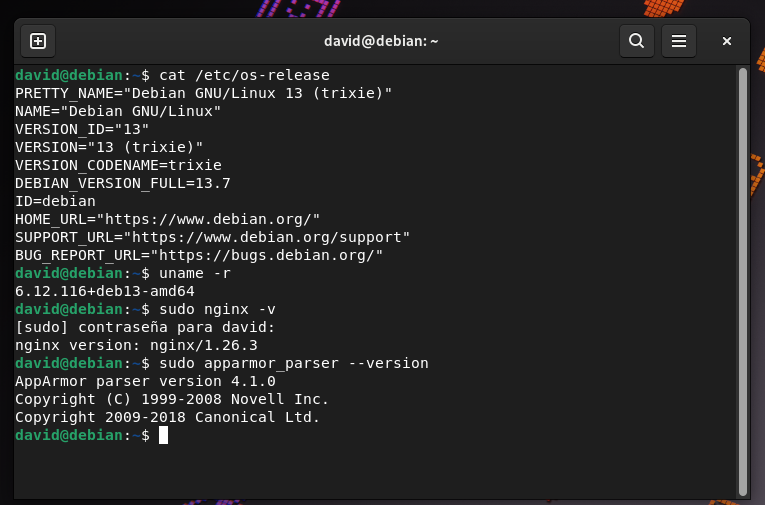 david@debian: ~
david@debian:~$ cat /etc/os-release
PRETTY_NAME="Debian GNU/Linux 13 (trixie)"
NAME="Debian GNU/Linux"
VERSION_ID="13"
VERSION="13 (trixie)"
VERSION_CODENAME=trixie
DEBIAN_VERSION_FULL=13.7
ID=debian
HOME_URL="https://www.debian.org/"
SUPPORT_URL="https://www.debian.org/support"
BUG_REPORT_URL="https://bugs.debian.org/"
david@debian:~$ uname -r
6.12.116+deb13-amd64
david@debian:~$ sudo nginx -v
[sudo] contraseña para david:
nginx version: nginx/1.26.3
david@debian:~$ sudo apparmor_parser --version
AppArmor parser version 4.1.0
Copyright (C) 1999-2008 Novell Inc.
Copyright 2009-2018 Canonical Ltd.
david@debian:~$